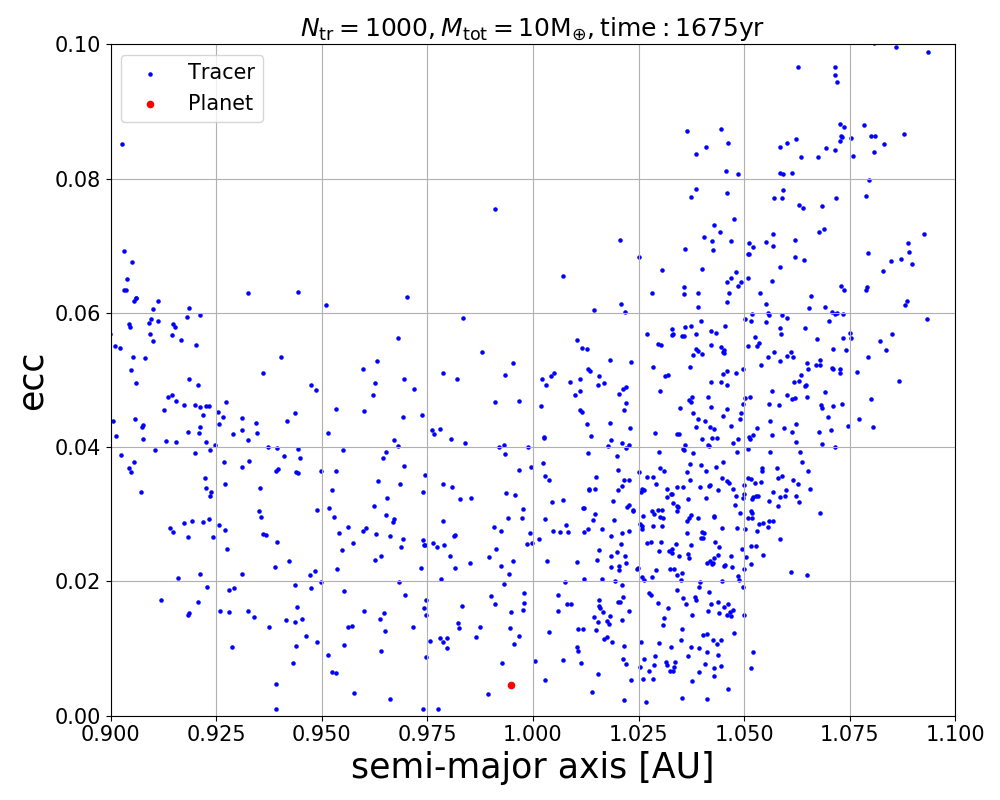 N_tr = 1000, M_tot = 10M_⊕, time : 1675yr
Tracer
Planet
ecc
0.10
0.08
0.06
0.04
0.02
0.00
0.900 0.925 0.950 0.975 1.000 1.025 1.050 1.075 1.100
semi-major axis [AU]